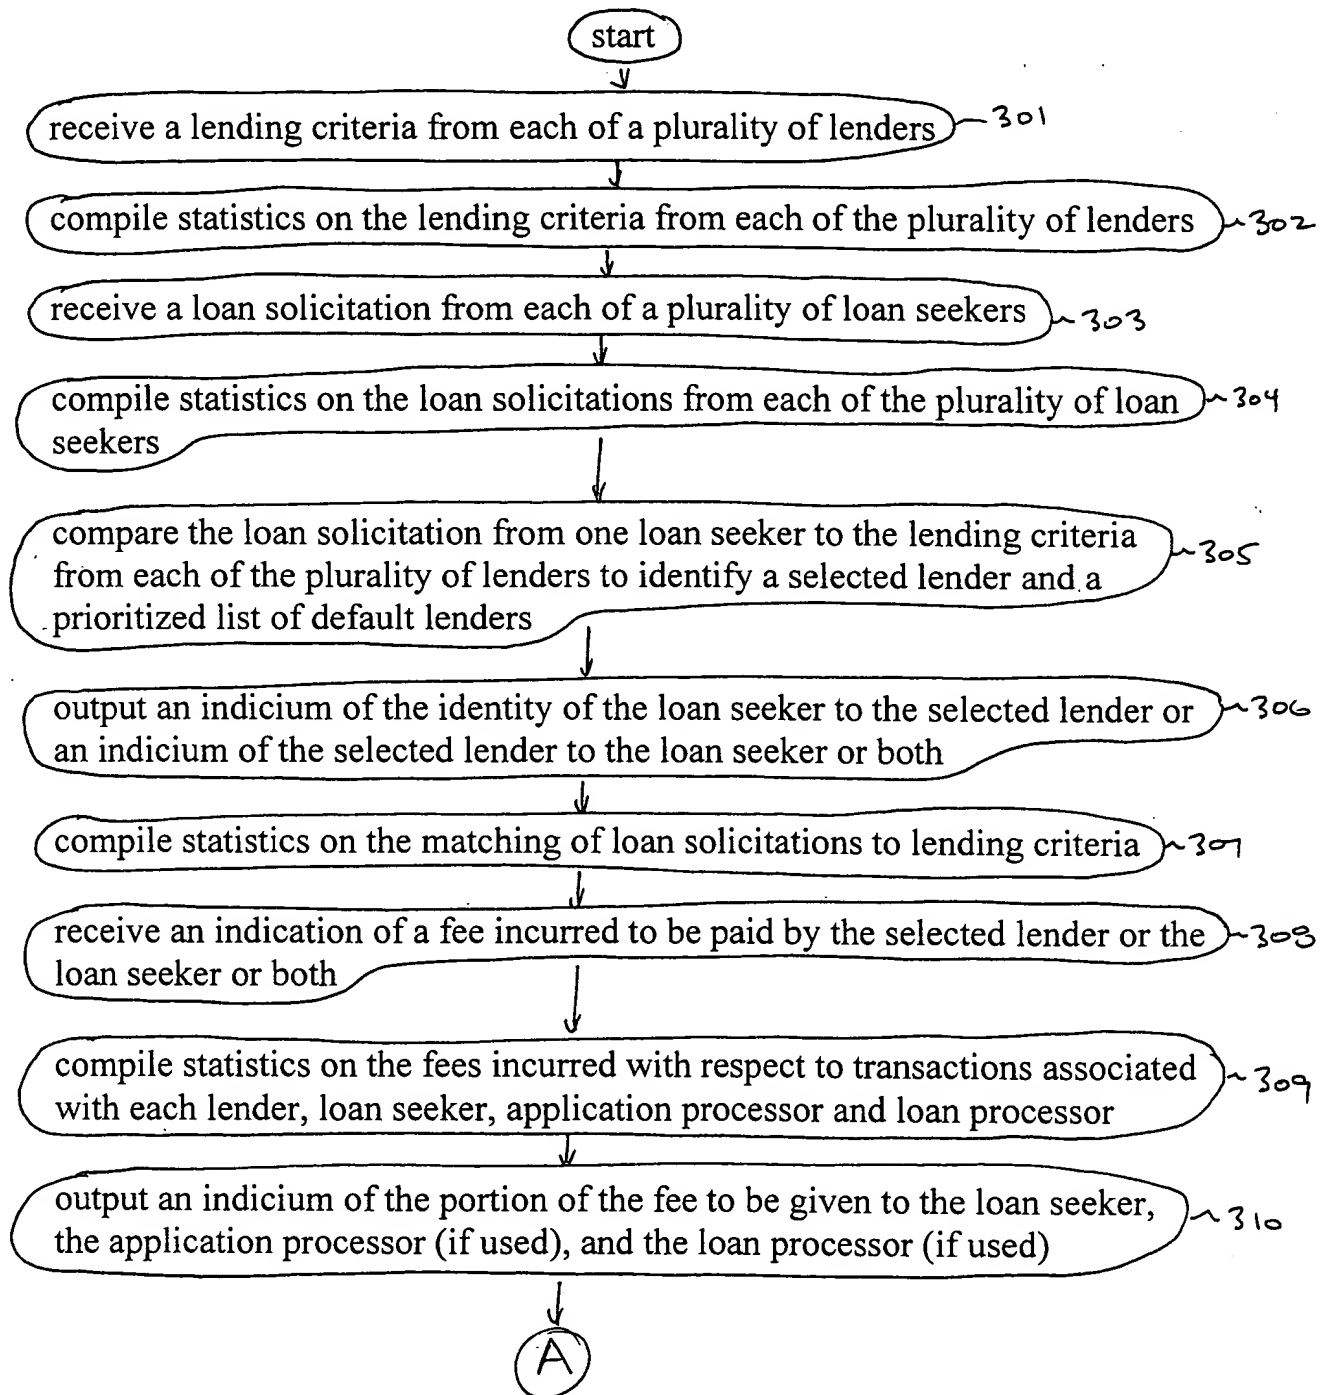 start
receive a lending criteria from each of a plurality of lenders 301
compile statistics on the lending criteria from each of the plurality of lenders 302
receive a loan solicitation from each of a plurality of loan seekers 303
compile statistics on the loan solicitations from each of the plurality of loan 304
seekers
compare the loan solicitation from one loan seeker to the lending criteria 305
from each of the plurality of lenders to identify a selected lender and a
prioritized list of default lenders
output an indicium of the identity of the loan seeker to the selected lender or 306
an indicium of the selected lender to the loan seeker or both
compile statistics on the matching of loan solicitations to lending criteria 307
receive an indication of a fee incurred to be paid by the selected lender or the 308
loan seeker or both
compile statistics on the fees incurred with respect to transactions associated 309
with each lender, loan seeker, application processor and loan processor
output an indicium of the portion of the fee to be given to the loan seeker, 310
the application processor (if used), and the loan processor (if used)
A